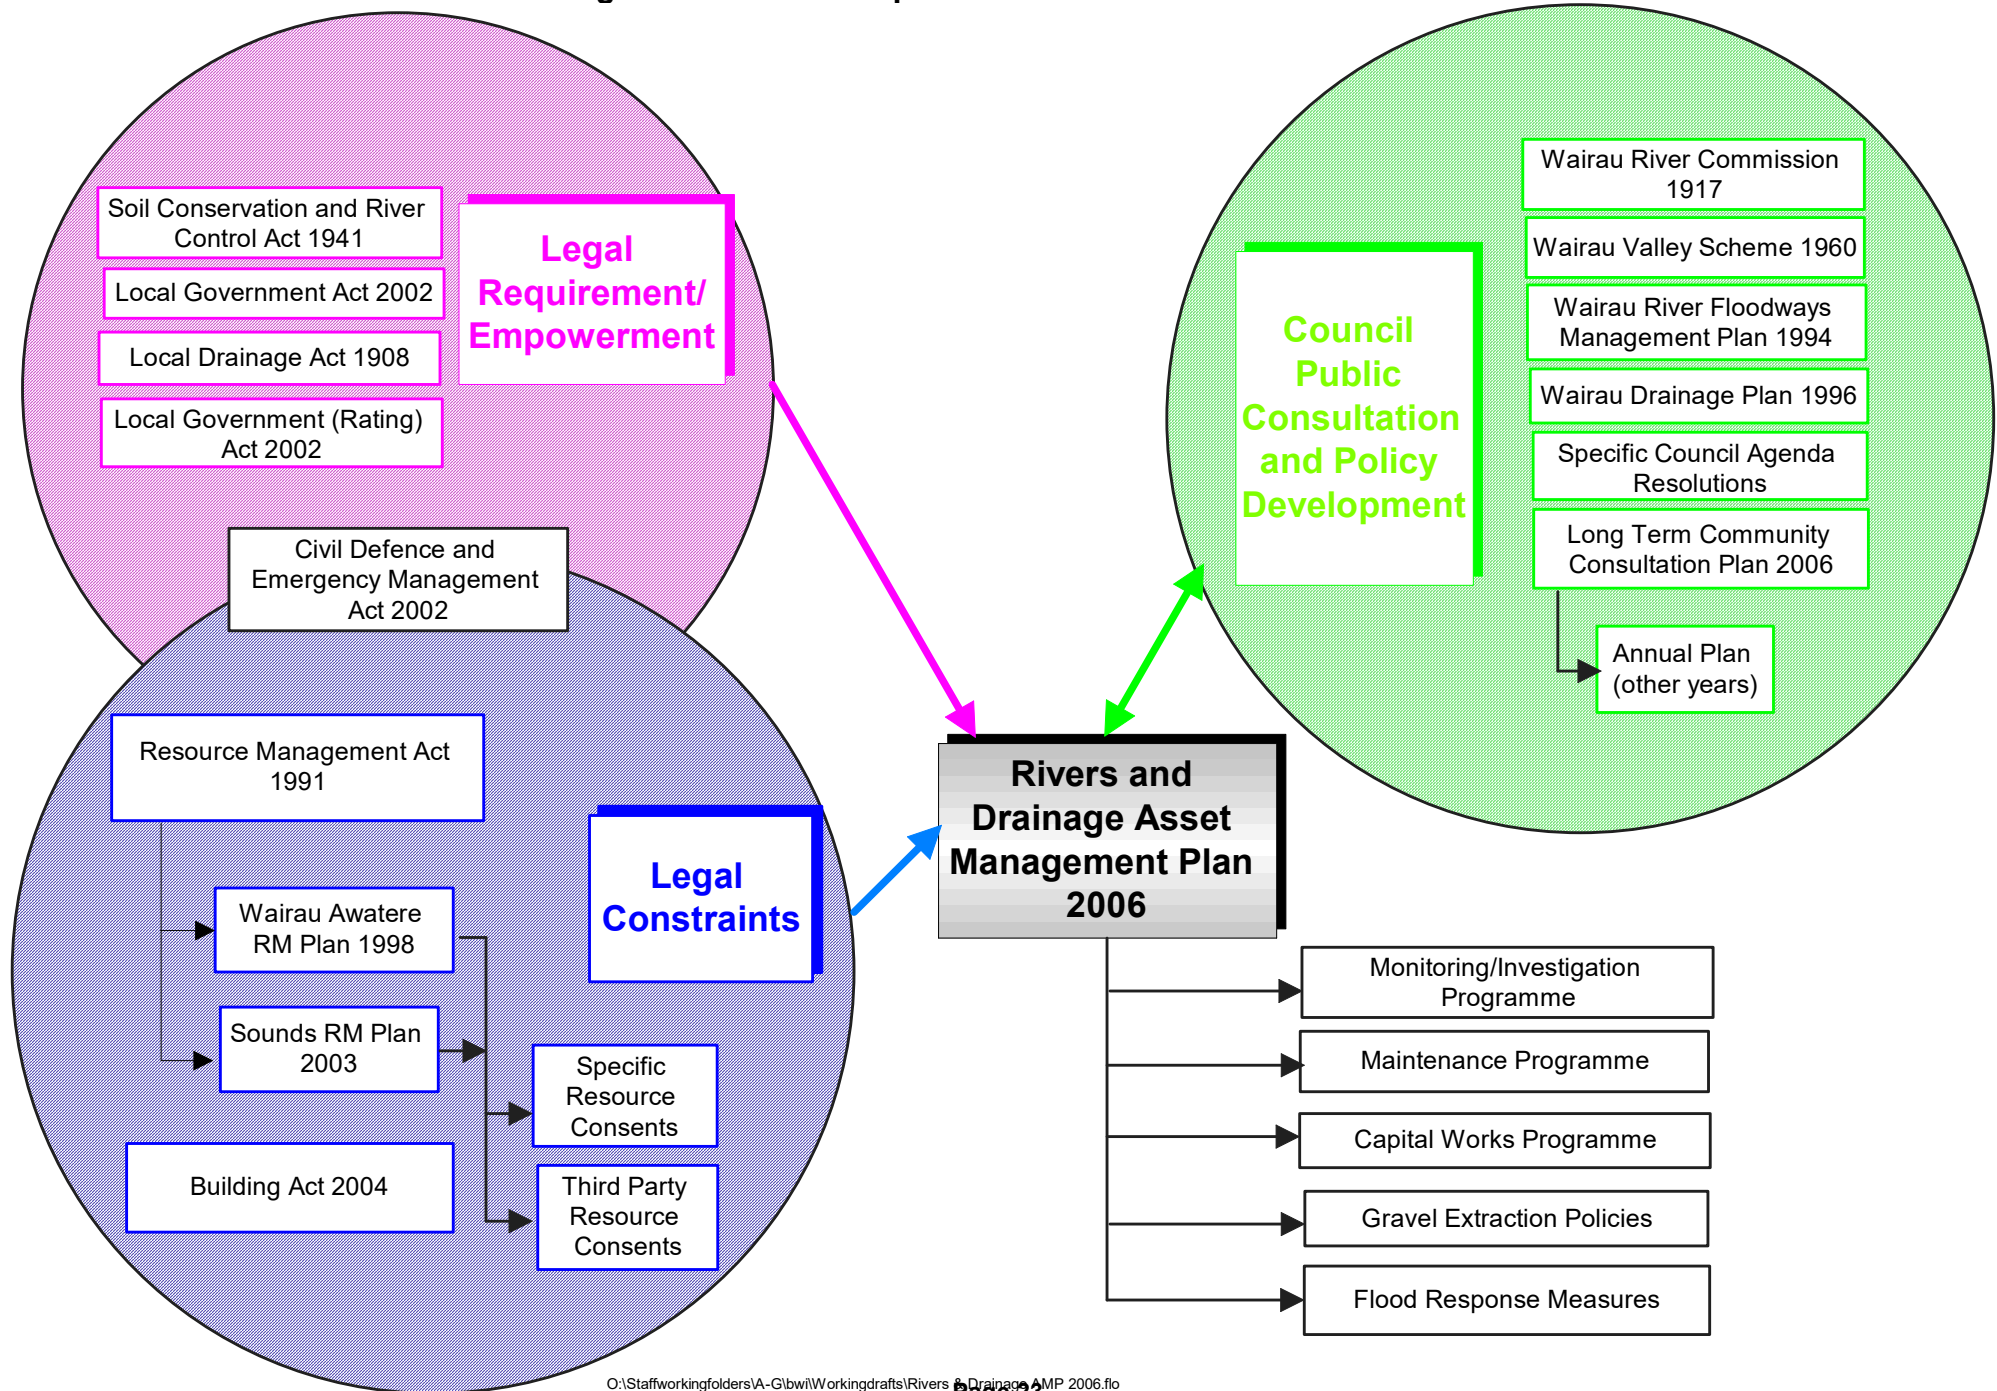 Soil Conservation and River
Control Act 1941
Local Government Act 2002
Local Drainage Act 1908
Local Government (Rating)
Act 2002
Legal
Requirement/
Empowerment
Civil Defence and
Emergency Management
Act 2002
Resource Management Act
1991
Wairau Awatere
RM Plan 1998
Sounds RM Plan
2003
Building Act 2004
Legal
Constraints
Specific
Resource
Consents
Third Party
Resource
Consents
Council
Public
Consultation
and Policy
Development
Wairau River Commission
1917
Wairau Valley Scheme 1960
Wairau River Floodways
Management Plan 1994
Wairau Drainage Plan 1996
Specific Council Agenda
Resolutions
Long Term Community
Consultation Plan 2006
Annual Plan
(other years)
Rivers and
Drainage Asset
Management Plan
2006
Monitoring/Investigation
Programme
Maintenance Programme
Capital Works Programme
Gravel Extraction Policies
Flood Response Measures
O:\Staffworkingfolders\A-G\bwi\Workingdrafts\Rivers & Drainage AMP 2006.flo